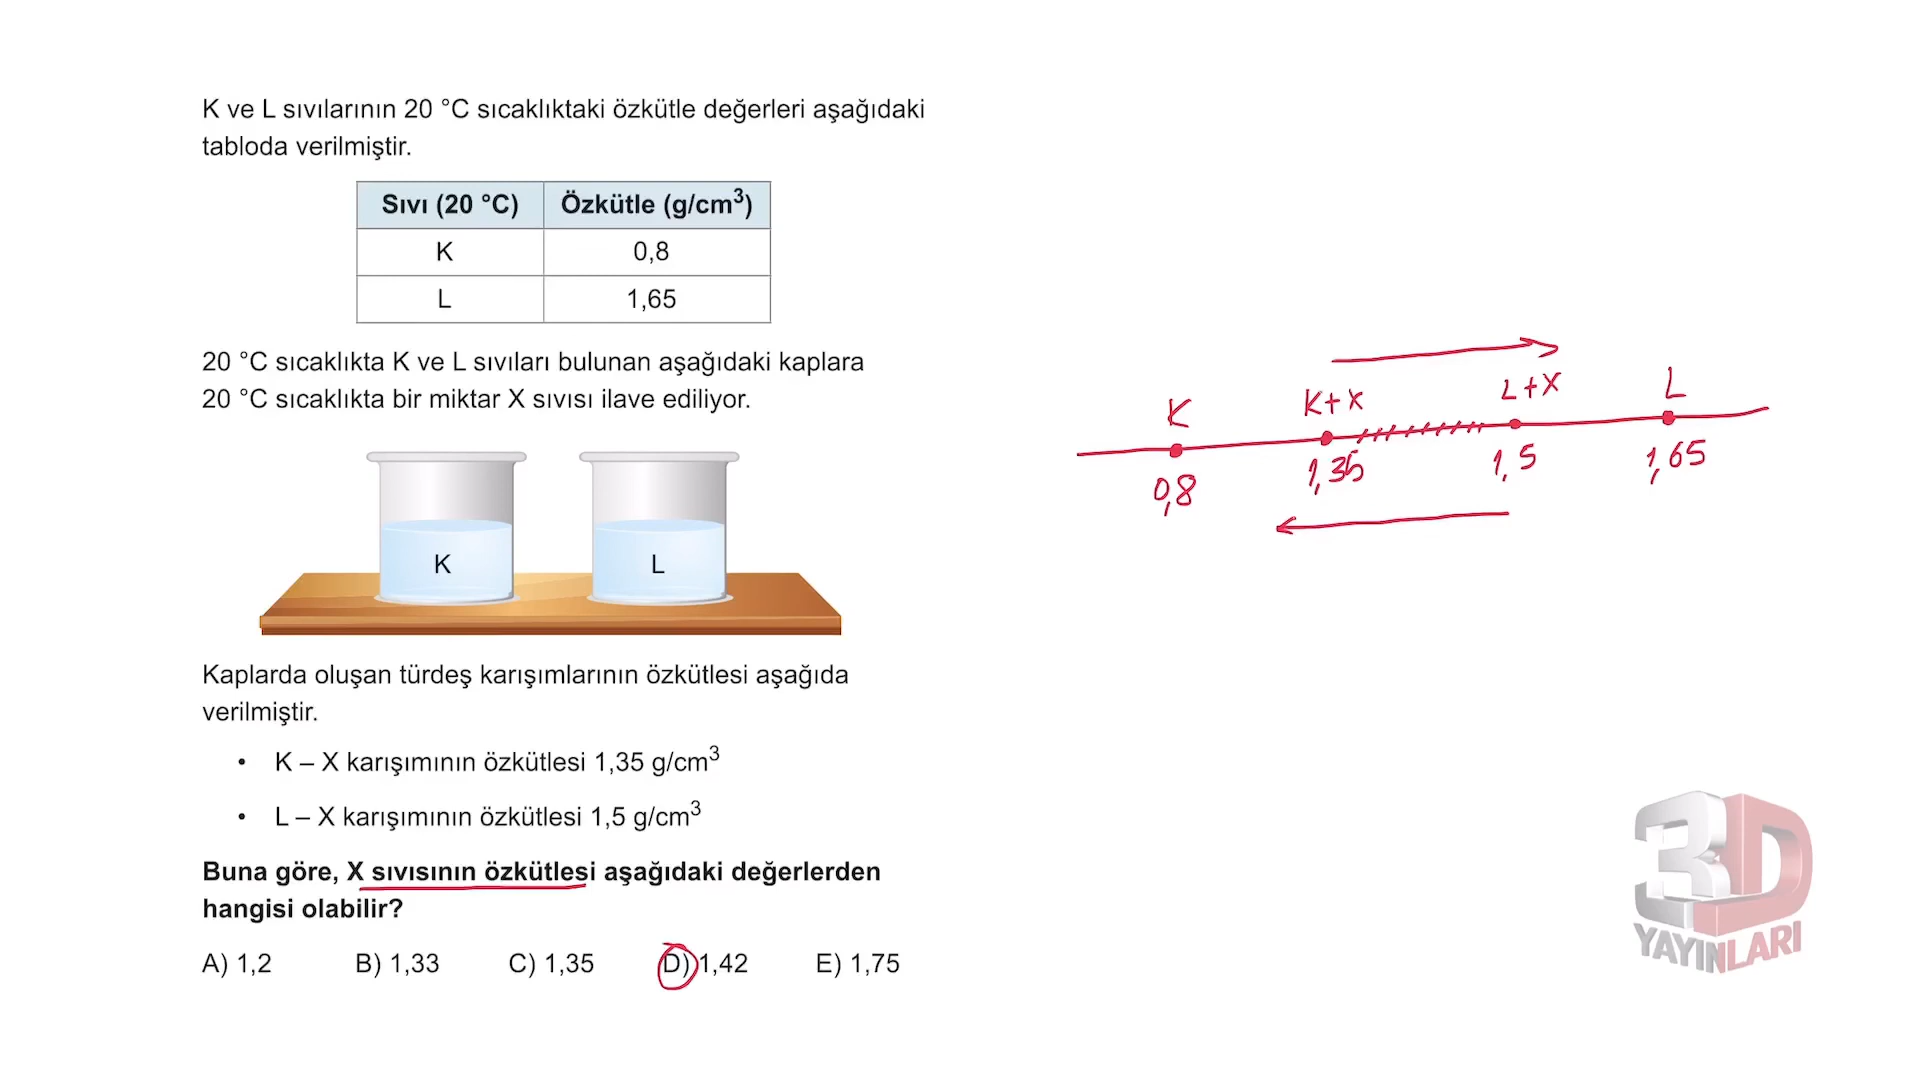 K ve L sıvılarının 20 °C sıcaklıktaki özkütle değerleri aşağıdaki
tabloda verilmiştir.
Sıvı (20 °C) Özkütle (g/cm³)
K 0,8
L 1,65
20 °C sıcaklıkta K ve L sıvıları bulunan aşağıdaki kaplara
20 °C sıcaklıkta bir miktar X sıvısı ilave ediliyor.
K L
Kaplarda oluşan türdeş karışımlarının özkütlesi aşağıda
verilmiştir.
• K – X karışımının özkütlesi 1,35 g/cm³
• L – X karışımının özkütlesi 1,5 g/cm³
Buna göre, X sıvısının özkütlesi aşağıdaki değerlerden
hangisi olabilir?
A) 1,2 B) 1,33 C) 1,35 D) 1,42 E) 1,75
K K+X L+X L
0,8 1,35 1,5 1,65
3D
YAYINLARI